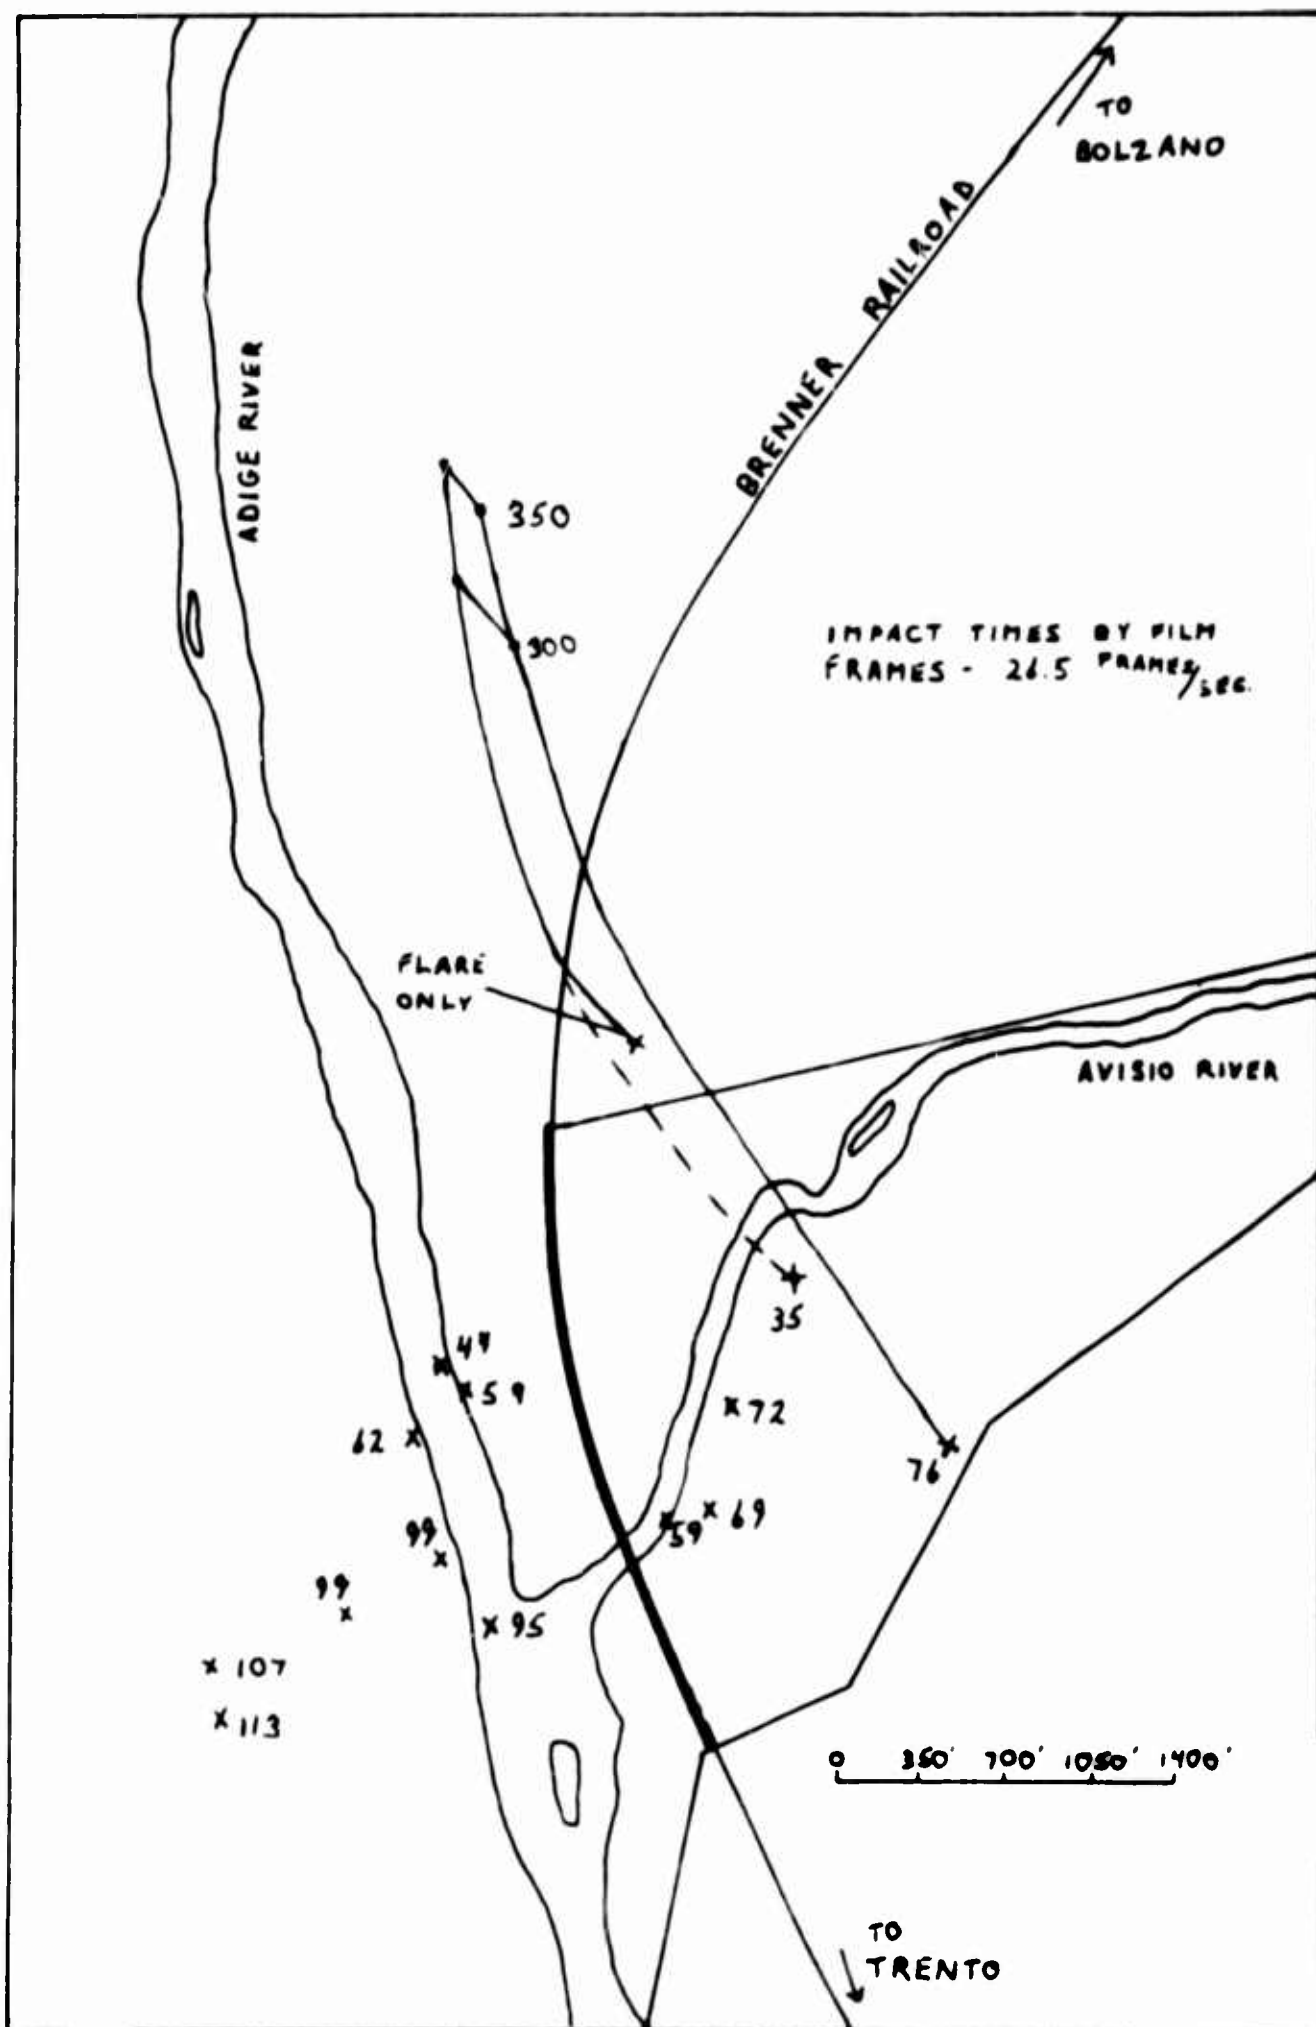 TO
BOLZANO
BRENNER RAILROAD
ADIGE RIVER
350
300
IMPACT TIMES BY FILM
FRAMES - 26.5 FRAMES/SEC.
FLARE
ONLY
AVISIO RIVER
35
47
59
72
62
76
69
59
99
99
95
107
113
0 350' 700' 1050' 1400'
TO
TRENTO